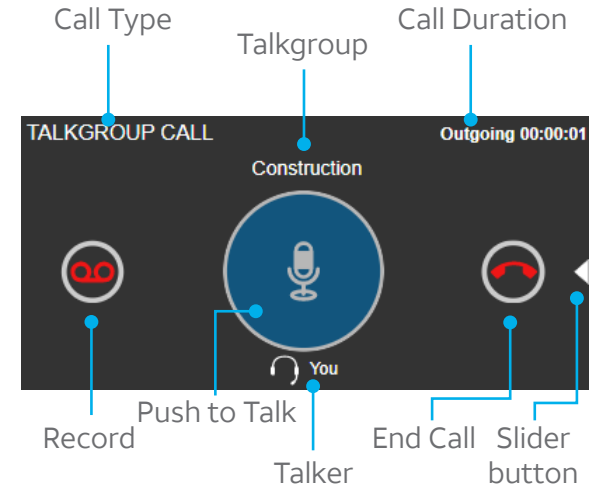 Call Type
Talkgroup
Call Duration
TALKGROUP CALL
Outgoing 00:00:01
Construction
You
Push to Talk
Record
End Call
Slider
button
Talker